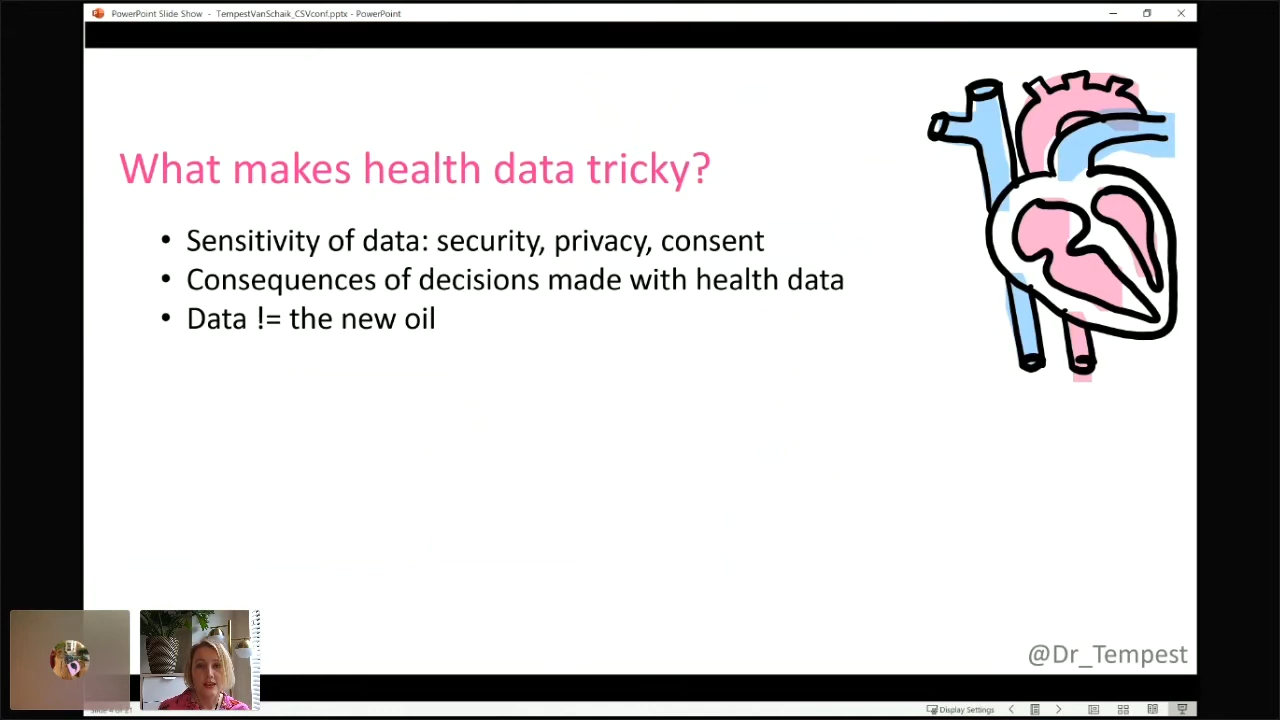 PowerPoint Slide Show - TempestVanSchaik_CSVconf.pptx - PowerPoint
What makes health data tricky?
• Sensitivity of data: security, privacy, consent
• Consequences of decisions made with health data
• Data != the new oil
@Dr_Tempest
Display Settings